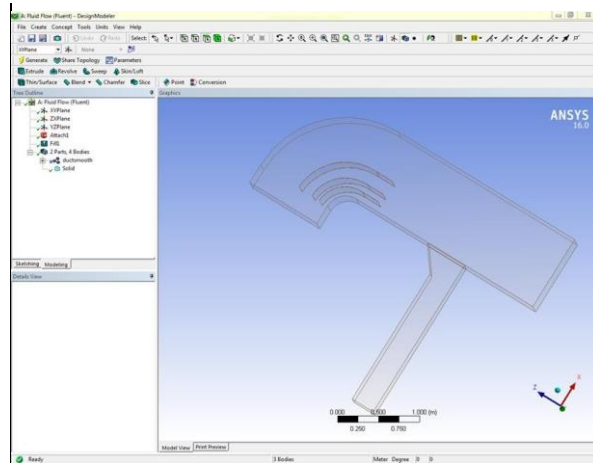 A: Fluid Flow (Fluent) - DesignModeler
File Create Concept Tools Units View Help
Undo Redo Select:
XYPlane None
Generate Share Topology Parameters
Extrude Revolve Sweep Skin/Loft
Thin/Surface Blend Chamfer Slice Point Conversion
Tree Outline
Graphics
A: Fluid Flow (Fluent)
XYPlane
ZXPlane
YZPlane
Attach1
Fill1
2 Parts, 4 Bodies
ductsmooth
Solid
ANSYS
16.0
Sketching Modeling
Details View
Z X
0.000 0.500 1.000 (m)
0.250 0.750
Model View Print Preview
Ready 3 Bodies Meter Degree 0 0